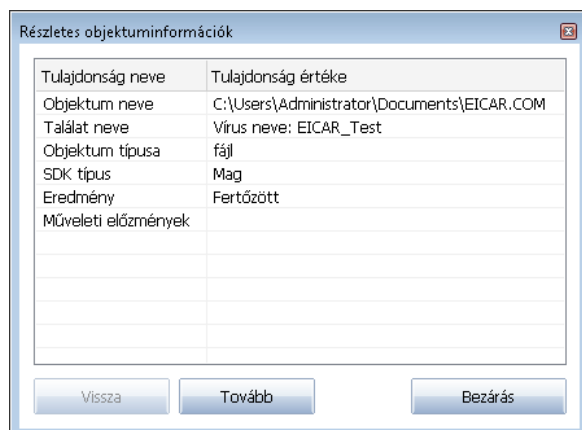 Részletes objektuminformációk
Tulajdonság neve Tulajdonság értéke
Objektum neve C:\Users\Administrator\Documents\EICAR.COM
Találat neve Vírus neve: EICAR_Test
Objektum típusa fájl
SDK típus Mag
Eredmény Fertőzött
Műveleti előzmények
Vissza Tovább Bezárás